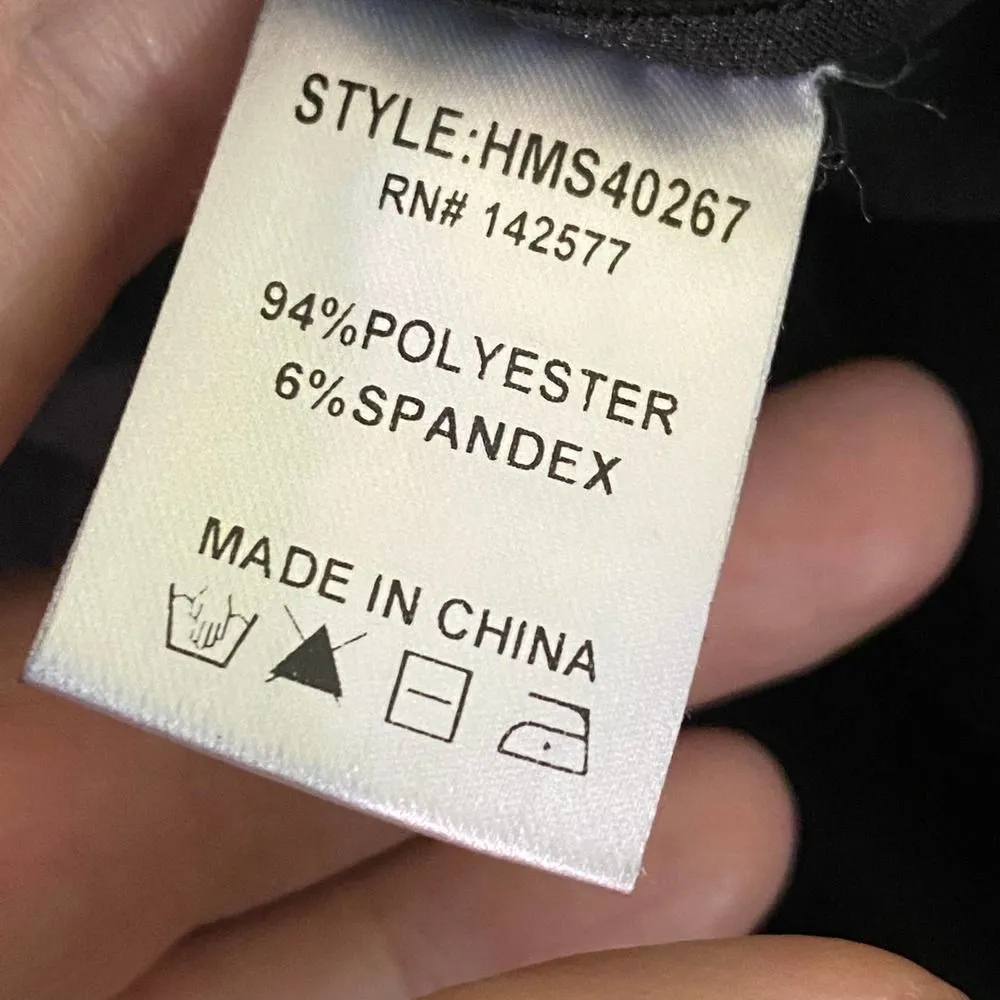 STYLE:HMS40267
RN# 142577
94%POLYESTER
6%SPANDEX
MADE IN CHINA